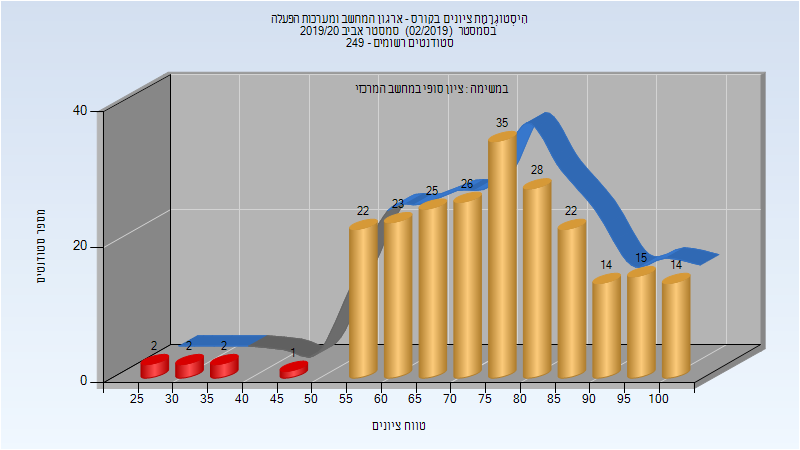 היסטוגרמת ציונים בקורס - ארגון המחשב ומערכות הפעלה
בסמסטר (02/2019) סמסטר אביב 2019/20
סטודנטים רשומים - 249
במשימה : ציון סופי במחשב המרכזי
מספר סטודנטים
40
20
0
2
2
2
1
22
23
25
26
35
28
22
14
15
14
25 30 35 40 45 50 55 60 65 70 75 80 85 90 95 100
טווח ציונים